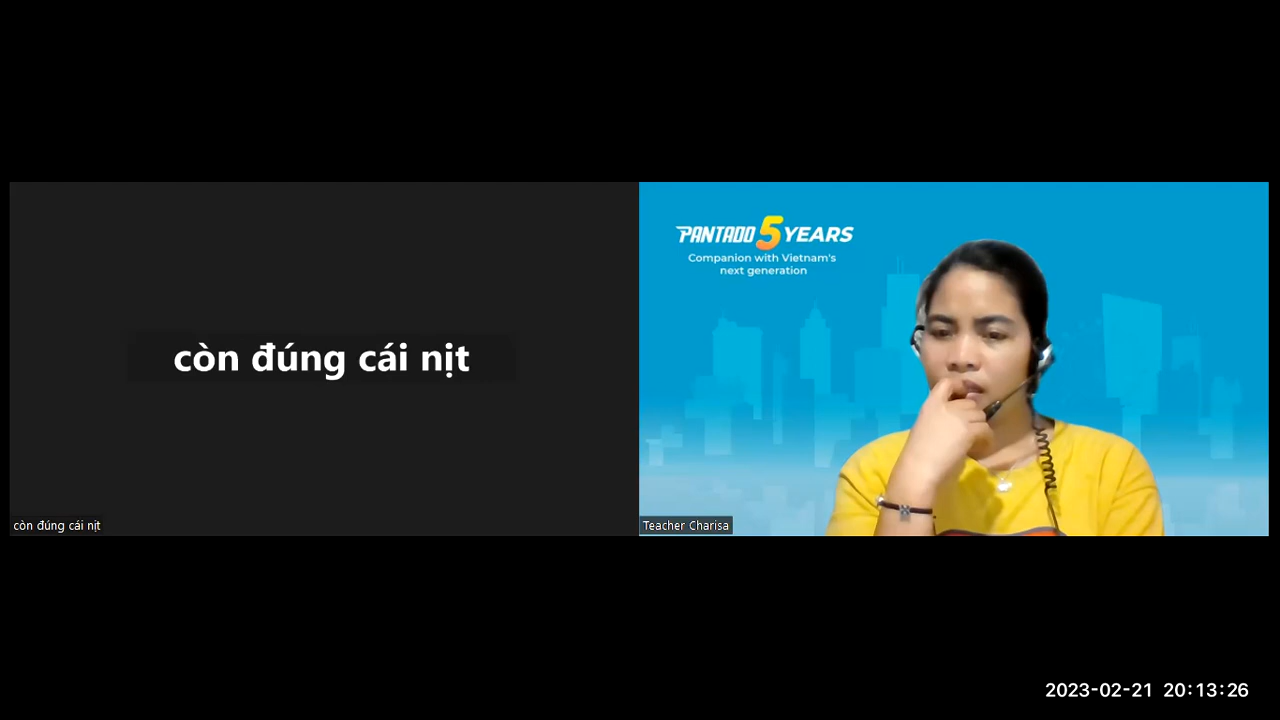 còn đúng cái nịt
còn đúng cái nịt
PANTADO 5 YEARS
Companion with Vietnam's
next generation
Teacher Charisa
2023-02-21 20:13:26